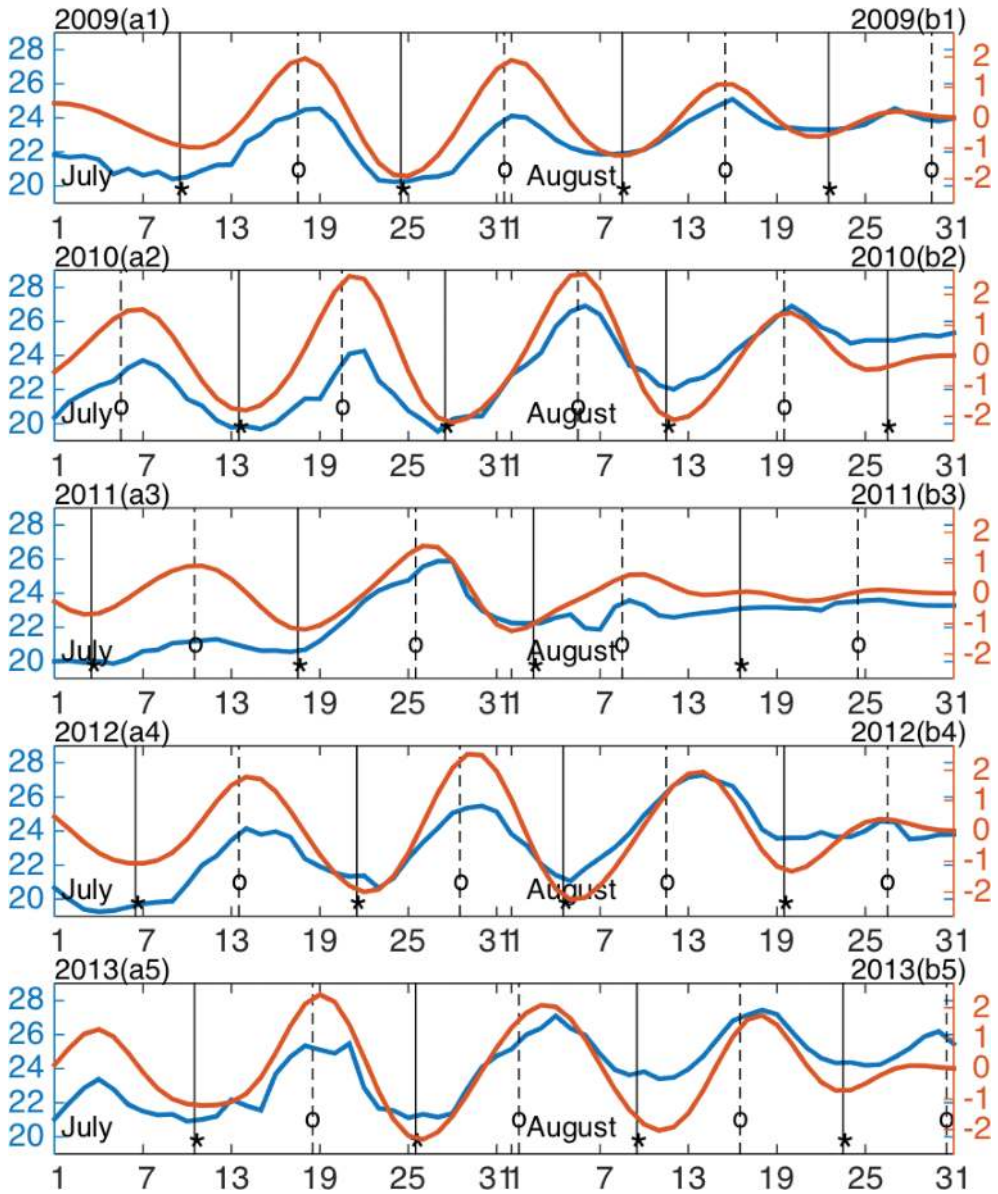 2009(a1) 2009(b1)
28 2
26 1
24 0
22 -1
20 July * o * o August * o * o -2
1 7 13 19 25 31 1 7 13 19 25 31
2010(a2) 2010(b2)
28 2
26 1
24 0
22 -1
20 July o * o * August o * o * -2
1 7 13 19 25 31 1 7 13 19 25 31
2011(a3) 2011(b3)
28 2
26 1
24 0
22 -1
20 July * o * o * August o * o -2
1 7 13 19 25 31 1 7 13 19 25 31
2012(a4) 2012(b4)
28 2
26 1
24 0
22 -1
20 July * o * o * August o * o -2
1 7 13 19 25 31 1 7 13 19 25 31
2013(a5) 2013(b5)
28 2
26 1
24 0
22 -1
20 July * o * o August * o * o -2
1 7 13 19 25 31 1 7 13 19 25 31